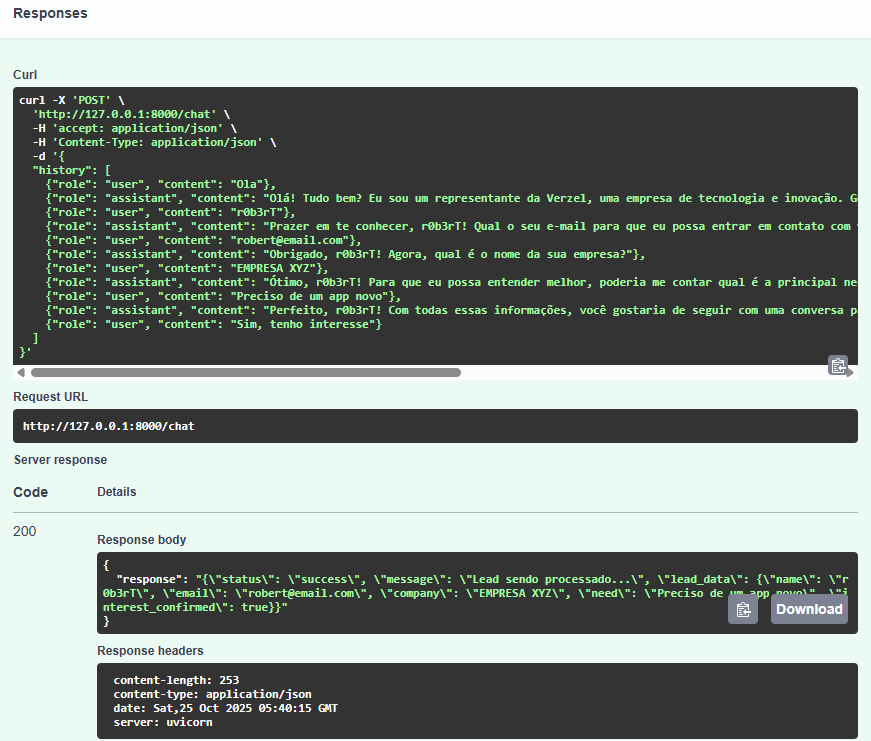 Responses
Curl
curl -X 'POST' \
'http://127.0.0.1:8000/chat' \
-H 'accept: application/json' \
-H 'Content-Type: application/json' \
-d '{
"history": [
{"role": "user", "content": "Ola"},
{"role": "assistant", "content": "Olá! Tudo bem? Eu sou um representante da Verzel, uma empresa de tecnologia e inovação. G
{"role": "user", "content": "r0b3rT"},
{"role": "assistant", "content": "Prazer em te conhecer, r0b3rT! Qual o seu e-mail para que eu possa entrar em contato com
{"role": "user", "content": "robert@email.com"},
{"role": "assistant", "content": "Obrigado, r0b3rT! Agora, qual é o nome da sua empresa?"},
{"role": "user", "content": "EMPRESA XYZ"},
{"role": "assistant", "content": "Ótimo, r0b3rT! Para que eu possa entender melhor, poderia me contar qual é a principal ne
{"role": "user", "content": "Preciso de um app novo"},
{"role": "assistant", "content": "Perfeito, r0b3rT! Com todas essas informações, você gostaria de seguir com uma conversa p
{"role": "user", "content": "Sim, tenho interesse"}
]
}'
Request URL
http://127.0.0.1:8000/chat
Server response
Code Details
200
Response body
{
"response": "{\"status\": \"success\", \"message\": \"Lead sendo processado...\", \"lead_data\": {\"name\": \"r
0b3rT\", \"email\": \"robert@email.com\", \"company\": \"EMPRESA XYZ\", \"need\": \"Preciso de um app novo\", \"i
nterest_confirmed\": true}}"
}
Download
Response headers
content-length: 253
content-type: application/json
date: Sat,25 Oct 2025 05:40:15 GMT
server: uvicorn